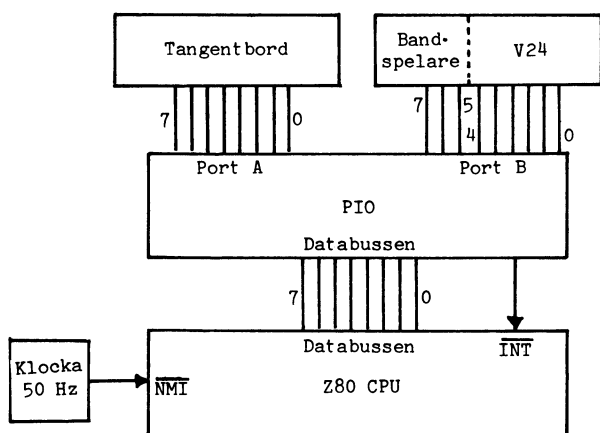 Tangentbord
Band-
spelare
V24
7
0
7
5
4
0
Port A
Port B
PIO
Databussen
7
0
Databussen
INT
Klocka
50 Hz
NMI
Z80 CPU